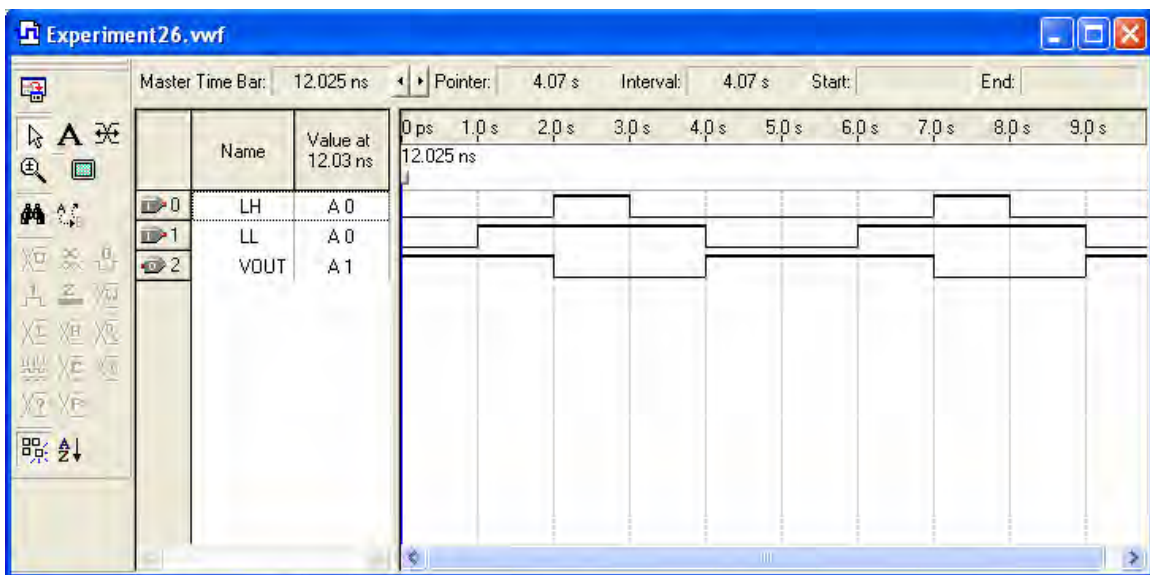 Experiment26.vwf
Master Time Bar: 12.025 ns Pointer: 4.07 s Interval: 4.07 s Start: End:
Name Value at 12.03 ns
0 ps 1.0 s 2.0 s 3.0 s 4.0 s 5.0 s 6.0 s 7.0 s 8.0 s 9.0 s
12.025 ns
0 LH A 0
1 LL A 0
2 VOUT A 1